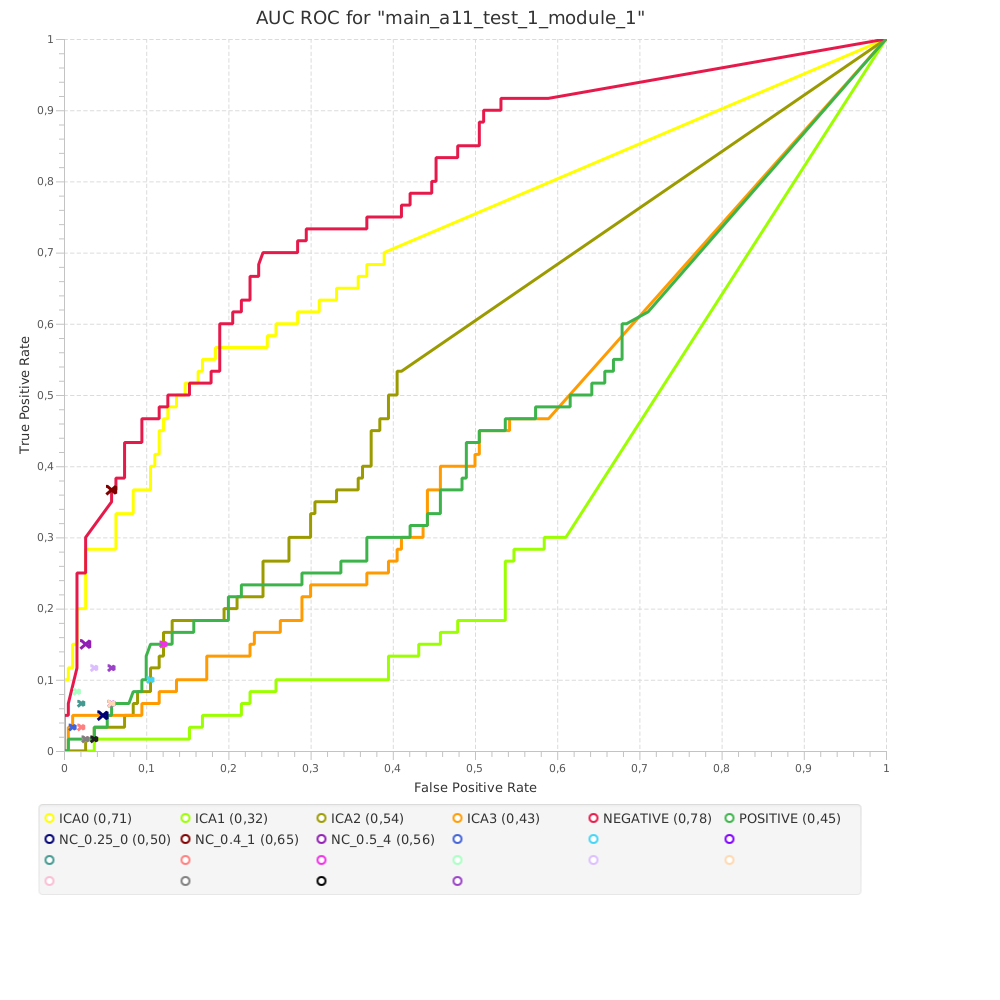 AUC ROC for "main_a11_test_1_module_1"
1
0,9
0,8
0,7
0,6
0,5
0,4
0,3
0,2
0,1
0
True Positive Rate
0 0,1 0,2 0,3 0,4 0,5 0,6 0,7 0,8 0,9 1
False Positive Rate
ICA0 (0,71) ICA1 (0,32) ICA2 (0,54) ICA3 (0,43) NEGATIVE (0,78) POSITIVE (0,45)
NC_0.25_0 (0,50) NC_0.4_1 (0,65) NC_0.5_4 (0,56)